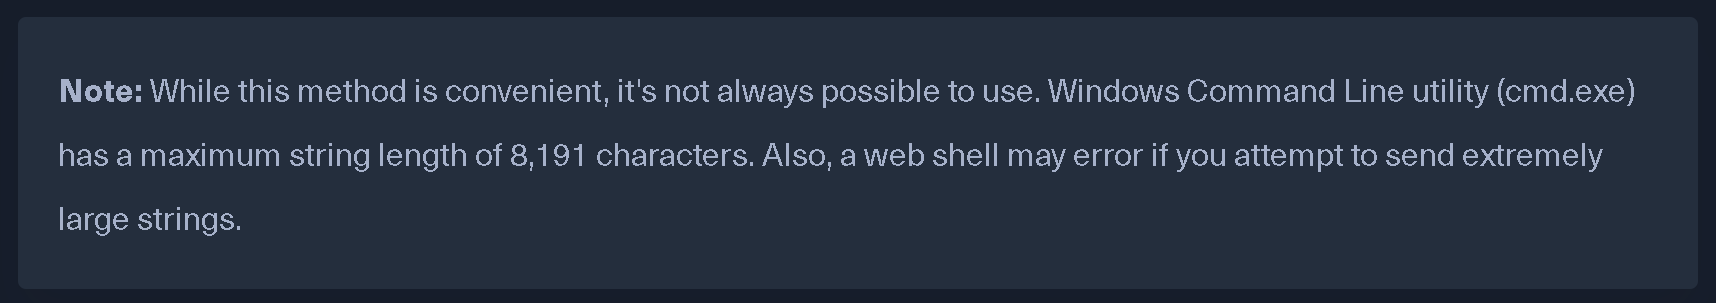 Note: While this method is convenient, it's not always possible to use. Windows Command Line utility (cmd.exe)
has a maximum string length of 8,191 characters. Also, a web shell may error if you attempt to send extremely
large strings.